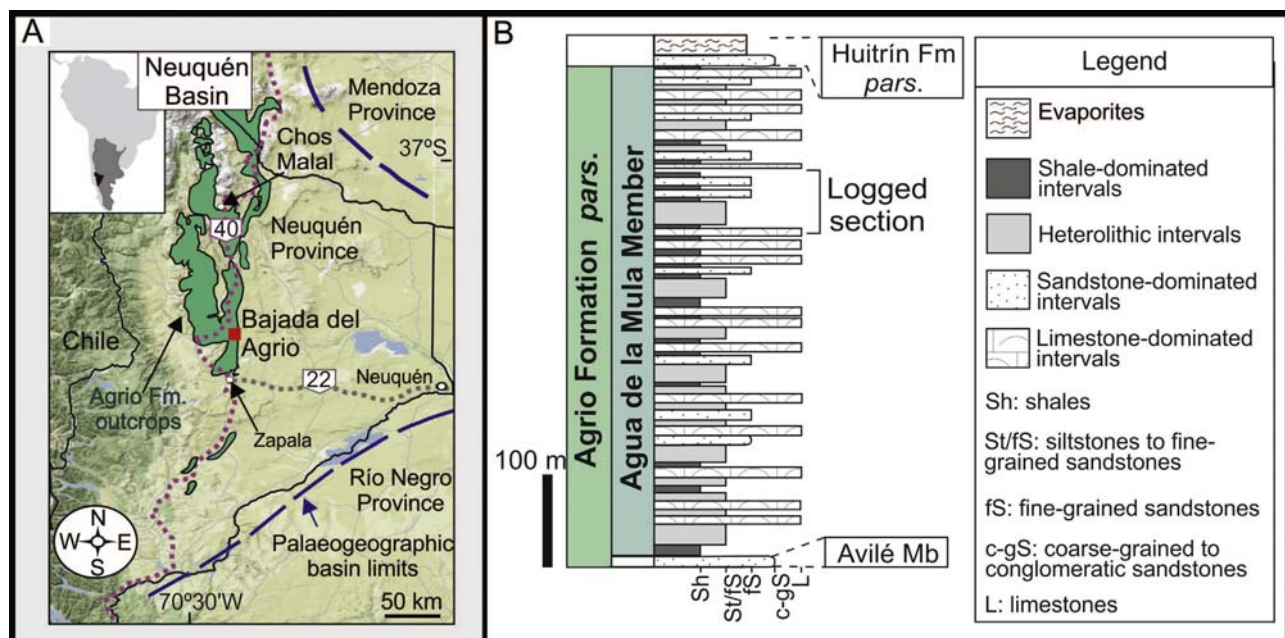 A
Neuquén
Basin
Mendoza
Province
37ºS
Chos
Malal
40
Neuquén
Province
Chile
Bajada del
Agrio
Agrio Fm.
outcrops
22
Neuquén
Zapala
Río Negro
Province
N
W
E
S
Palaeogeographic
basin limits
70º30'W
50 km
B
Huitrín Fm
pars.
Agrio Formation pars.
Agua de la Mula Member
Logged
section
100 m
Avilé Mb
Sh
St/fS
fS
c-gS
L
Legend
Evaporites
Shale-dominated
intervals
Heterolithic intervals
Sandstone-dominated
intervals
Limestone-dominated
intervals
Sh: shales
St/fS: siltstones to fine-
grained sandstones
fS: fine-grained sandstones
c-gS: coarse-grained to
conglomeratic sandstones
L: limestones